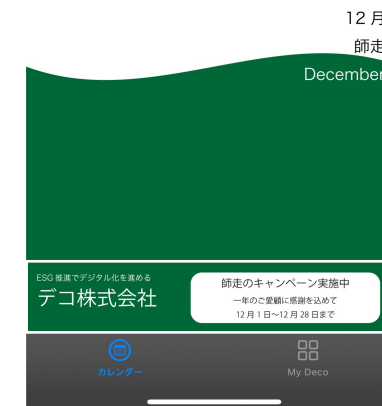 12 月
師走
December
ESG 推進でデジタル化を進める
デコ株式会社
師走のキャンペーン実施中
一年のご愛顧に感謝を込めて
12 月 1 日〜12 月 28 日まで
カレンダー
My Deco